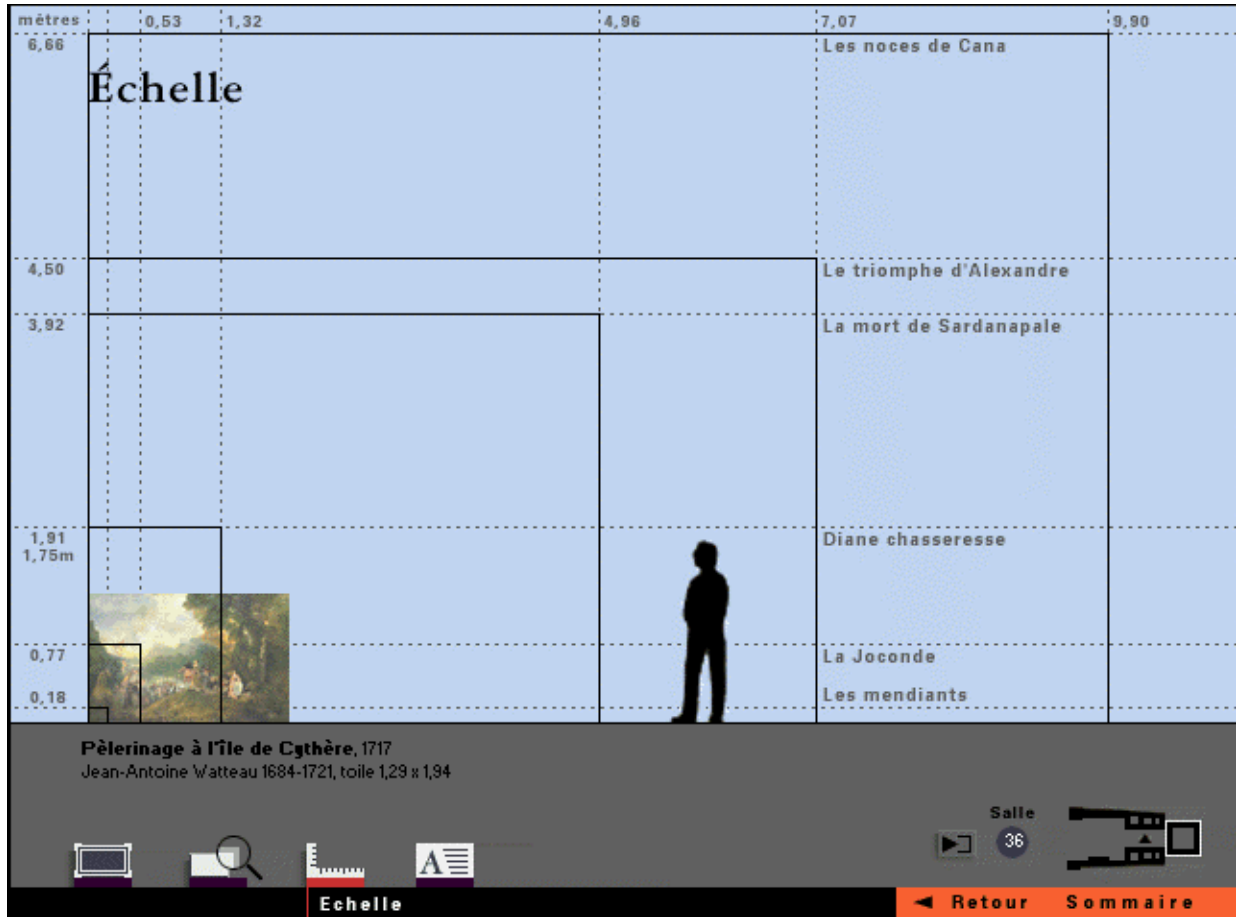 mètres 0,53 1,32 4,96 7,07 9,90
6,66 Les noces de Cana
Échelle
4,50 Le triomphe d'Alexandre
3,92 La mort de Sardanapale
1,91 Diane chasseresse
1,75m
0,77 La Joconde
0,18 Les mendiants
Pèlerinage à l'île de Cythère, 1717
Jean-Antoine Watteau 1684-1721, toile 1,29 x 1,94
Salle
36
A
Echelle ◄ Retour Sommaire